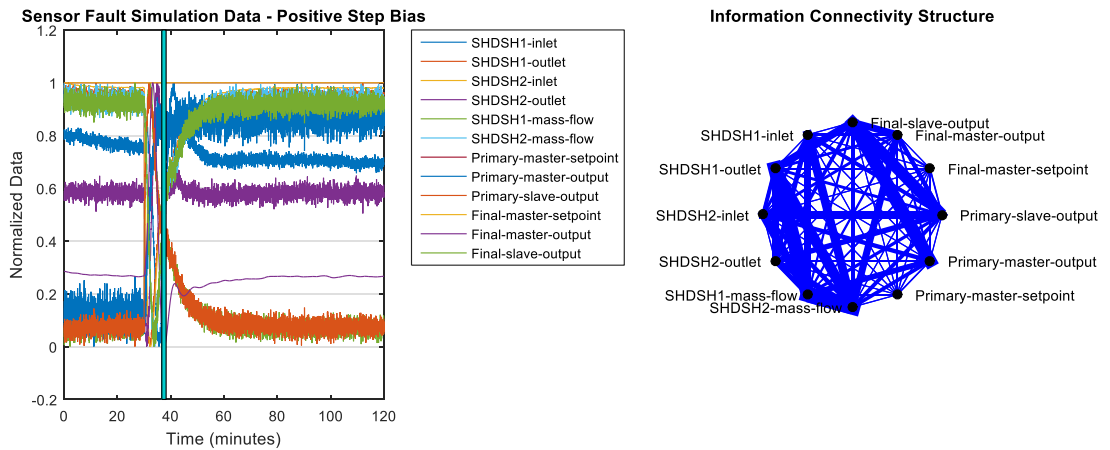 Sensor Fault Simulation Data - Positive Step Bias
1.2
1
0.8
0.6
0.4
0.2
0
-0.2
Normalized Data
0
20
40
60
80
100
120
Time (minutes)
SHDSH1-inlet
SHDSH1-outlet
SHDSH2-inlet
SHDSH2-outlet
SHDSH1-mass-flow
SHDSH2-mass-flow
Primary-master-setpoint
Primary-master-output
Primary-slave-output
Final-master-setpoint
Final-master-output
Final-slave-output
Information Connectivity Structure
Final-slave-output
SHDSH1-inlet
Final-master-output
SHDSH1-outlet
Final-master-setpoint
SHDSH2-inlet
Primary-slave-output
SHDSH2-outlet
Primary-master-output
SHDSH1-mass-flow
Primary-master-setpoint
SHDSH2-mass-flow